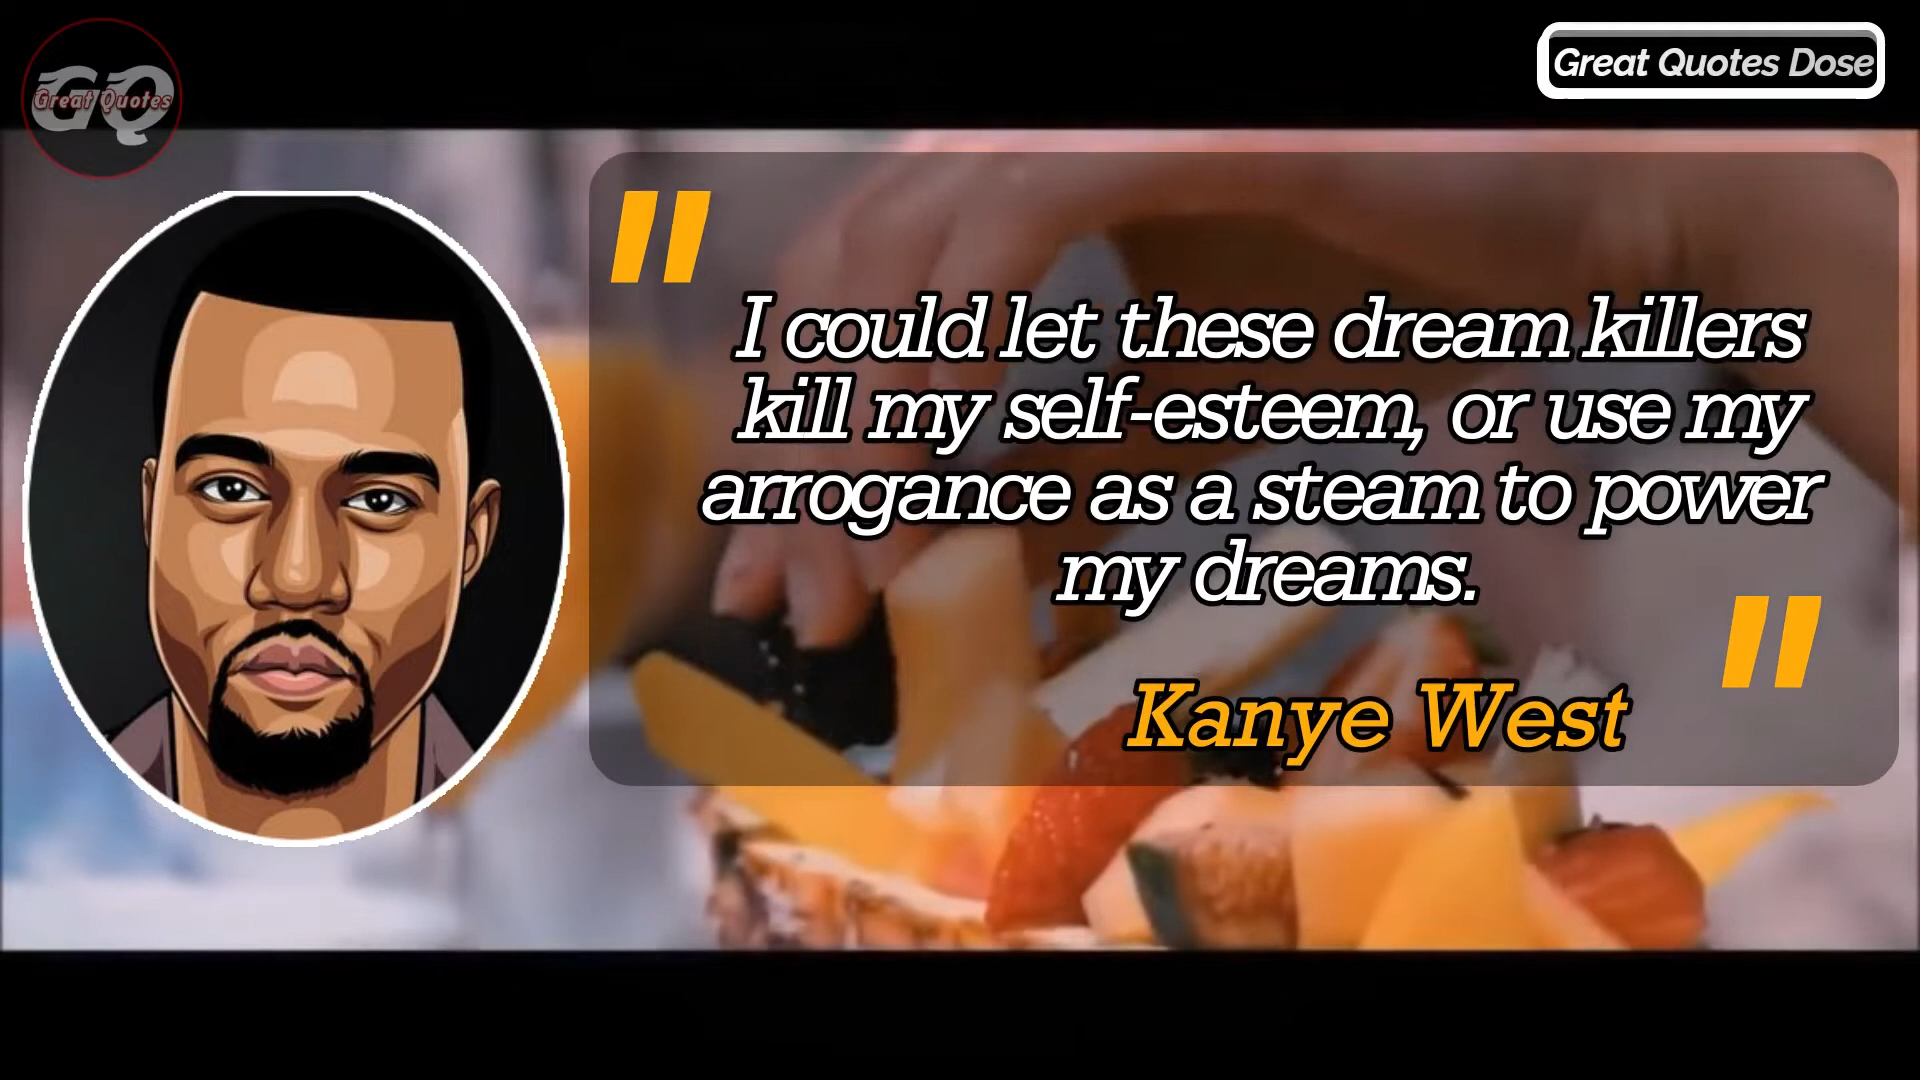 GQ
Great Quotes
Great Quotes Dose
"
I could let these dream killers
kill my self-esteem, or use my
arrogance as a steam to power
my dreams.
"
Kanye West